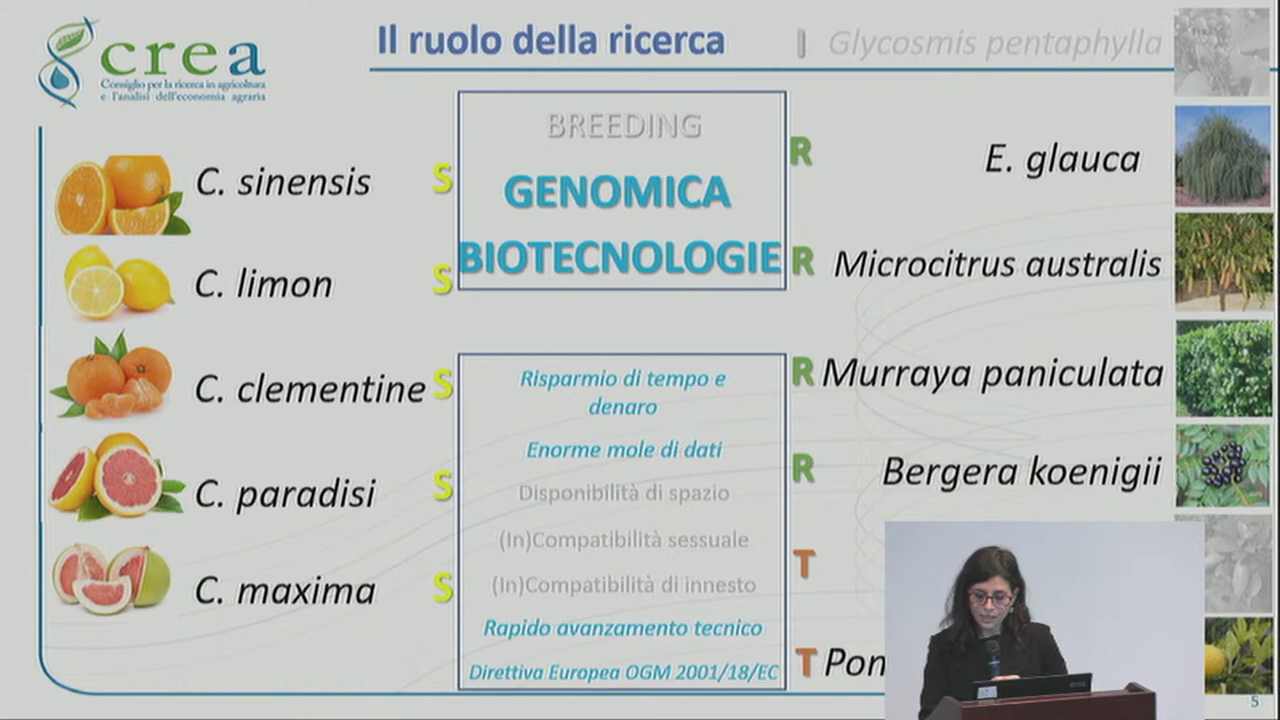 crea
Consiglio per la ricerca in agricoltura
e l'analisi dell'economia agraria
Il ruolo della ricerca
I Glycosmis pentaphylla
BREEDING
GENOMICA
BIOTECNOLOGIE
C. sinensis S
C. limon S
C. clementine S
C. paradisi S
C. maxima S
Risparmio di tempo e
denaro
Enorme mole di dati
Disponibilità di spazio
(In)Compatibilità sessuale
(In)Compatibilità di innesto
Rapido avanzamento tecnico
Direttiva Europea OGM 2001/18/EC
R E. glauca
R Microcitrus australis
R Murraya paniculata
R Bergera koenigii
T
T Pon
5